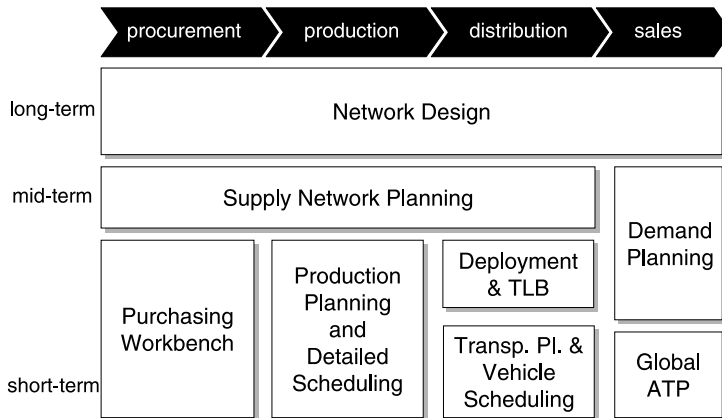 procurement
production
distribution
sales
long-term
Network Design
mid-term
Supply Network Planning
Demand
Planning
Purchasing
Workbench
Production
Planning
and
Detailed
Scheduling
Deployment
& TLB
Transp. Pl. &
Vehicle
Scheduling
Global
ATP
short-term